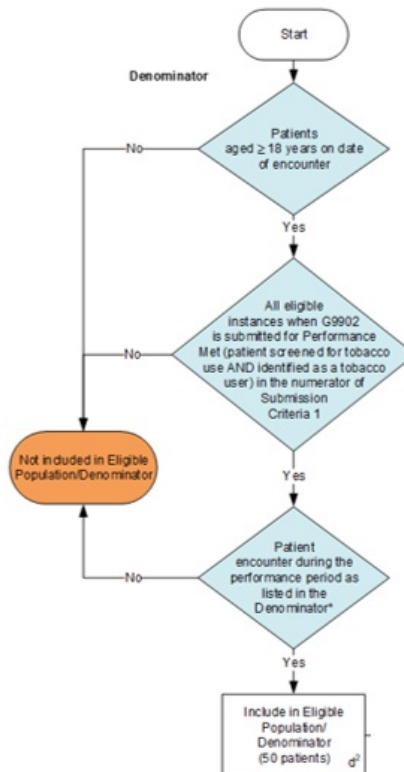 Start
Denominator
Patients
aged ≥ 18 years on date
of encounter
No
Yes
All eligible
instances when G9902
is submitted for Performance
Met (patient screened for tobacco
use AND identified as a tobacco
user) in the numerator of
Submission
Criteria 1
No
Yes
Not included in Eligible
Population/Denominator
Patient
encounter during the
performance period as
listed in the
Denominator*
No
Yes
Include in Eligible
Population/
Denominator
(50 patients)
d²